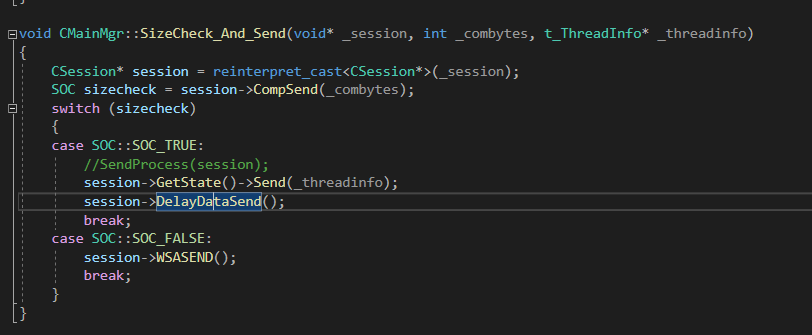 void CMainMgr::SizeCheck_And_Send(void* _session, int _combytes, t_ThreadInfo* _threadinfo)
{
    CSession* session = reinterpret_cast<CSession*>(_session);
    SOC sizecheck = session->CompSend(_combytes);
    switch (sizecheck)
    {
    case SOC::SOC_TRUE:
        //SendProcess(session);
        session->GetState()->Send(_threadinfo);
        session->DelayDataSend();
        break;
    case SOC::SOC_FALSE:
        session->WSASEND();
        break;
    }
}